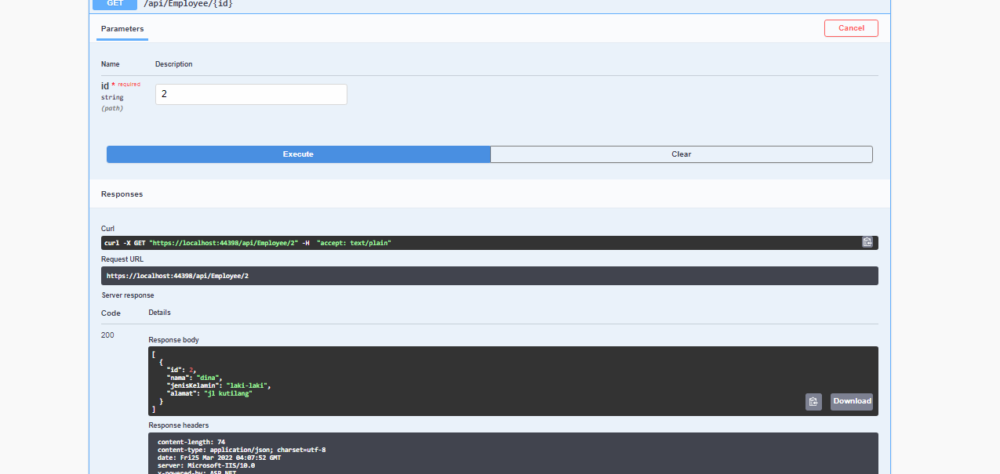 GET /api/Employee/{id}
Parameters
Cancel
Name Description
id * required
string
(path)
2
Execute Clear
Responses
Curl
curl -X GET "https://localhost:44398/api/Employee/2" -H  "accept: text/plain"
Request URL
https://localhost:44398/api/Employee/2
Server response
Code Details
200
Response body
[
  {
    "id": 2,
    "nama": "dina",
    "jenisKelamin": "laki-laki",
    "alamat": "jl kutilang"
  }
]
Download
Response headers
content-length: 74
content-type: application/json; charset=utf-8
date: Fri25 Mar 2022 04:07:52 GMT
server: Microsoft-IIS/10.0
x-powered-by: ASP.NET